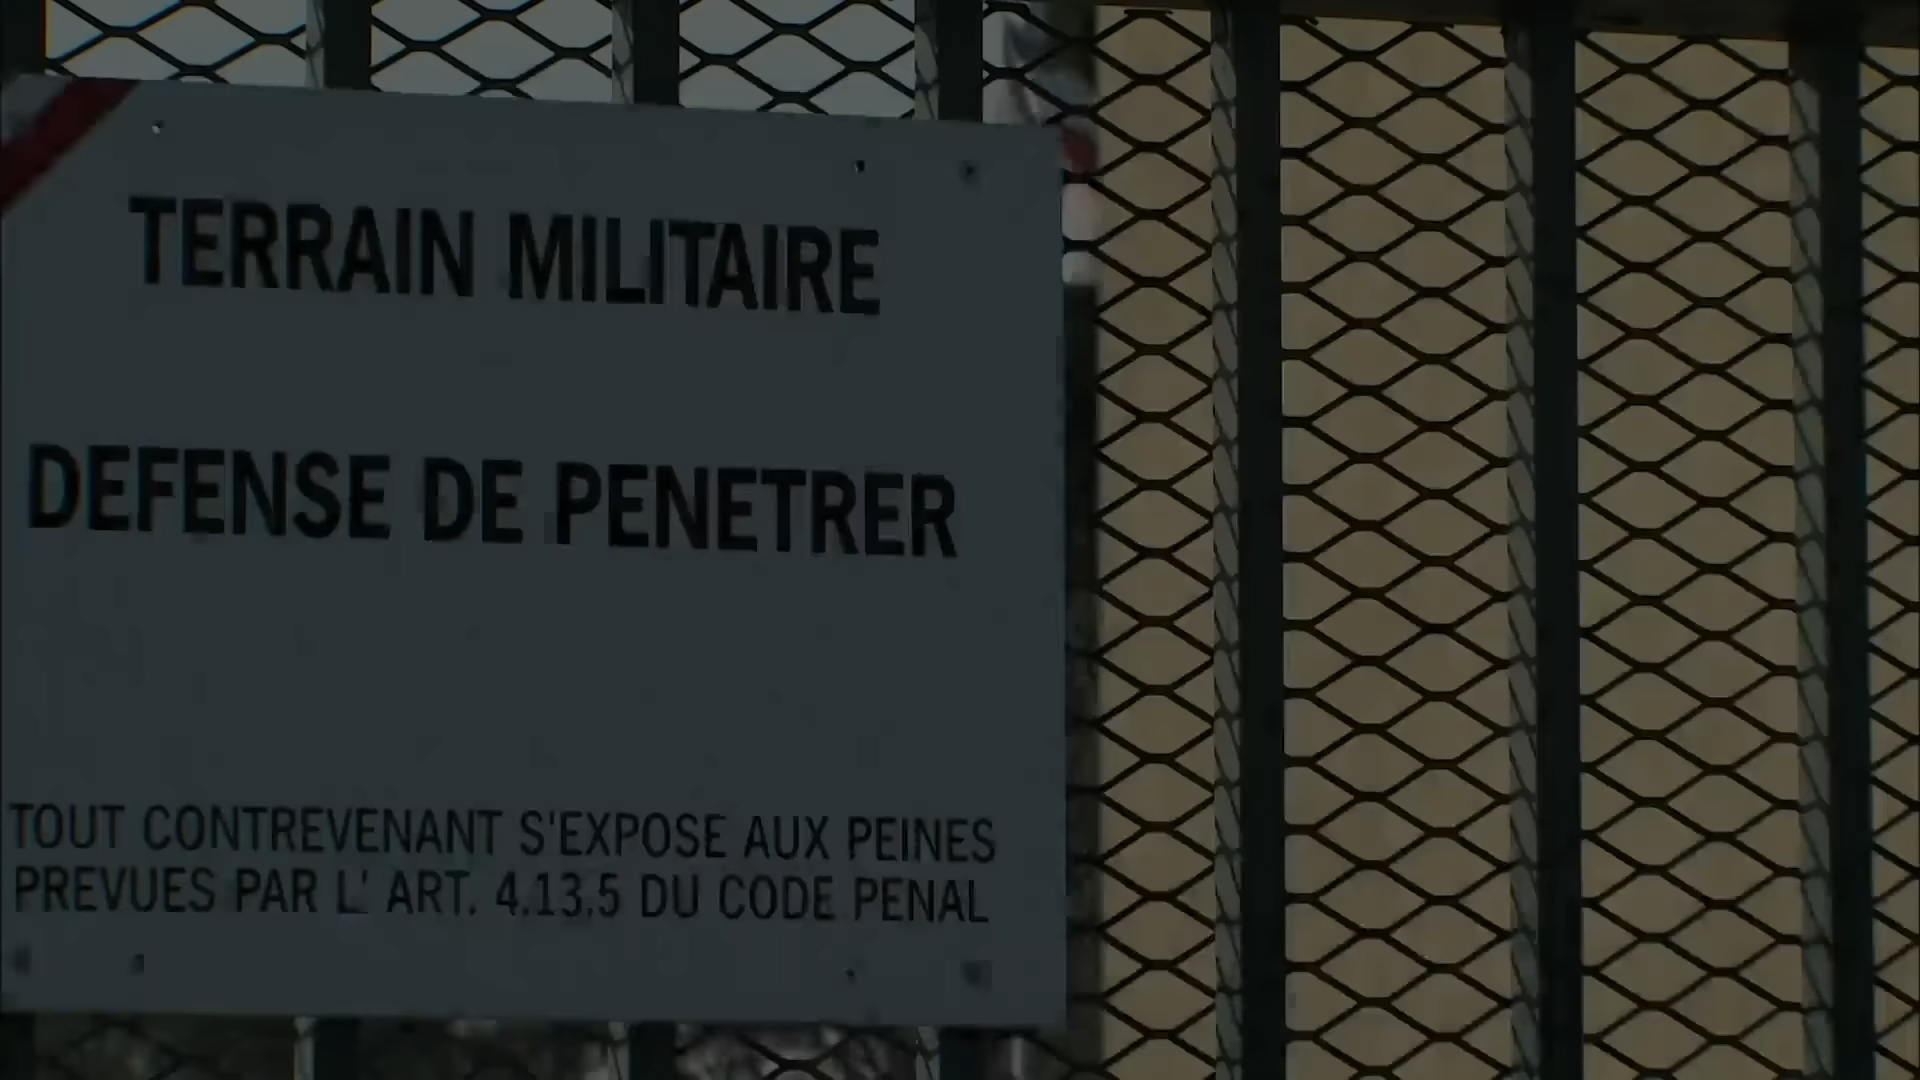 TERRAIN MILITAIRE
DEFENSE DE PENETRER
TOUT CONTREVENANT S'EXPOSE AUX PEINES
PREVUES PAR L' ART. 4.13.5 DU CODE PENAL